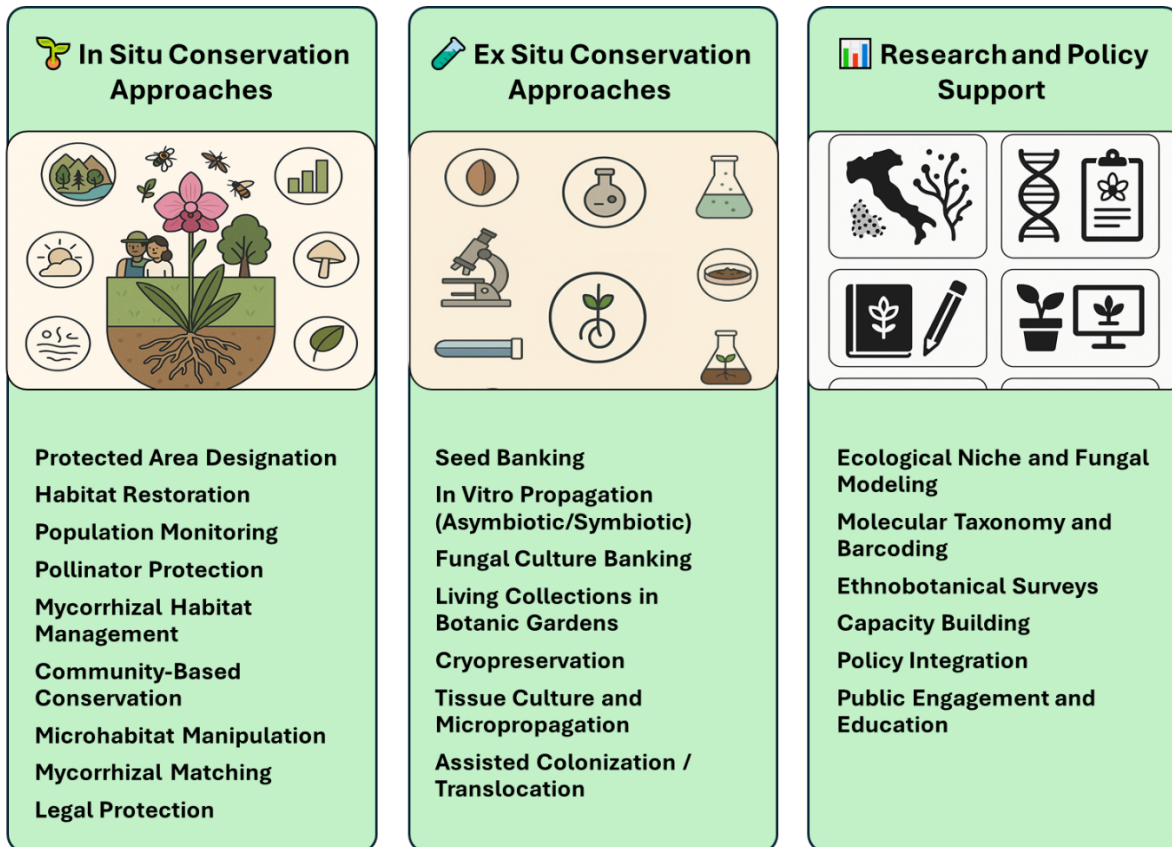 In Situ Conservation
Approaches
Protected Area Designation
Habitat Restoration
Population Monitoring
Pollinator Protection
Mycorrhizal Habitat
Management
Community-Based
Conservation
Microhabitat Manipulation
Mycorrhizal Matching
Legal Protection
Ex Situ Conservation
Approaches
Seed Banking
In Vitro Propagation
(Asymbiotic/Symbiotic)
Fungal Culture Banking
Living Collections in
Botanic Gardens
Cryopreservation
Tissue Culture and
Micropropagation
Assisted Colonization /
Translocation
Research and Policy
Support
Ecological Niche and Fungal
Modeling
Molecular Taxonomy and
Barcoding
Ethnobotanical Surveys
Capacity Building
Policy Integration
Public Engagement and
Education